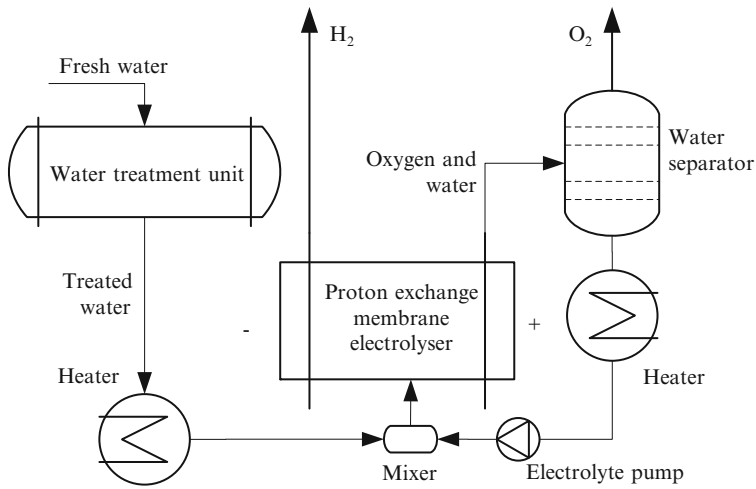 H₂
O₂
Fresh water
Water treatment unit
Oxygen and
water
Water
separator
Treated
water
Proton exchange
membrane
electrolyser
-
+
Heater
Heater
Mixer
Electrolyte pump